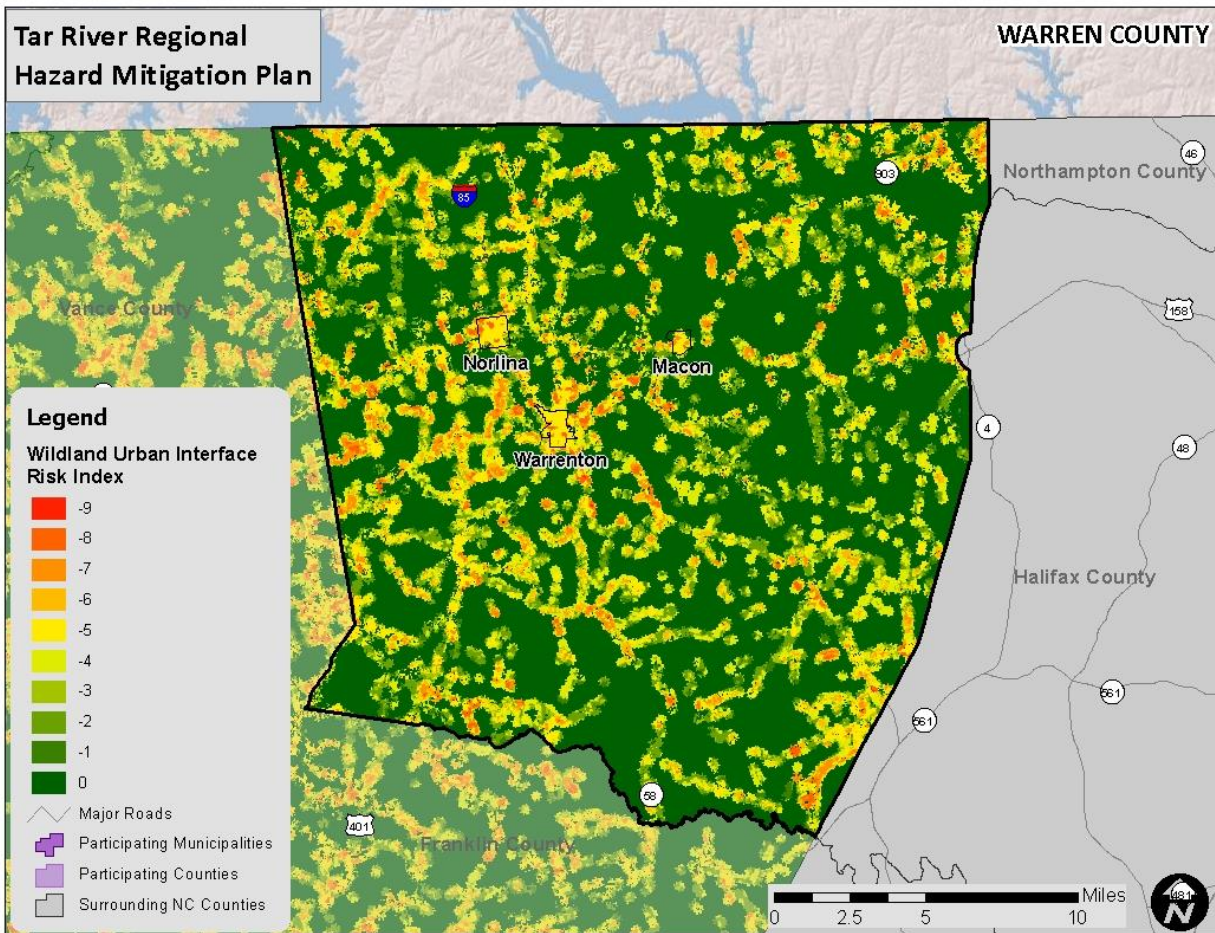 Tar River Regional
Hazard Mitigation Plan
WARREN COUNTY
Northampton County
46
903
85
Vance County
158
Norlina
Macon
Warrenton
4
48
Halifax County
561
561
58
401
Franklin County
Legend
Wildland Urban Interface
Risk Index
-9
-8
-7
-6
-5
-4
-3
-2
-1
0
Major Roads
Participating Municipalities
Participating Counties
Surrounding NC Counties
Miles
0 2.5 5 10
481
N